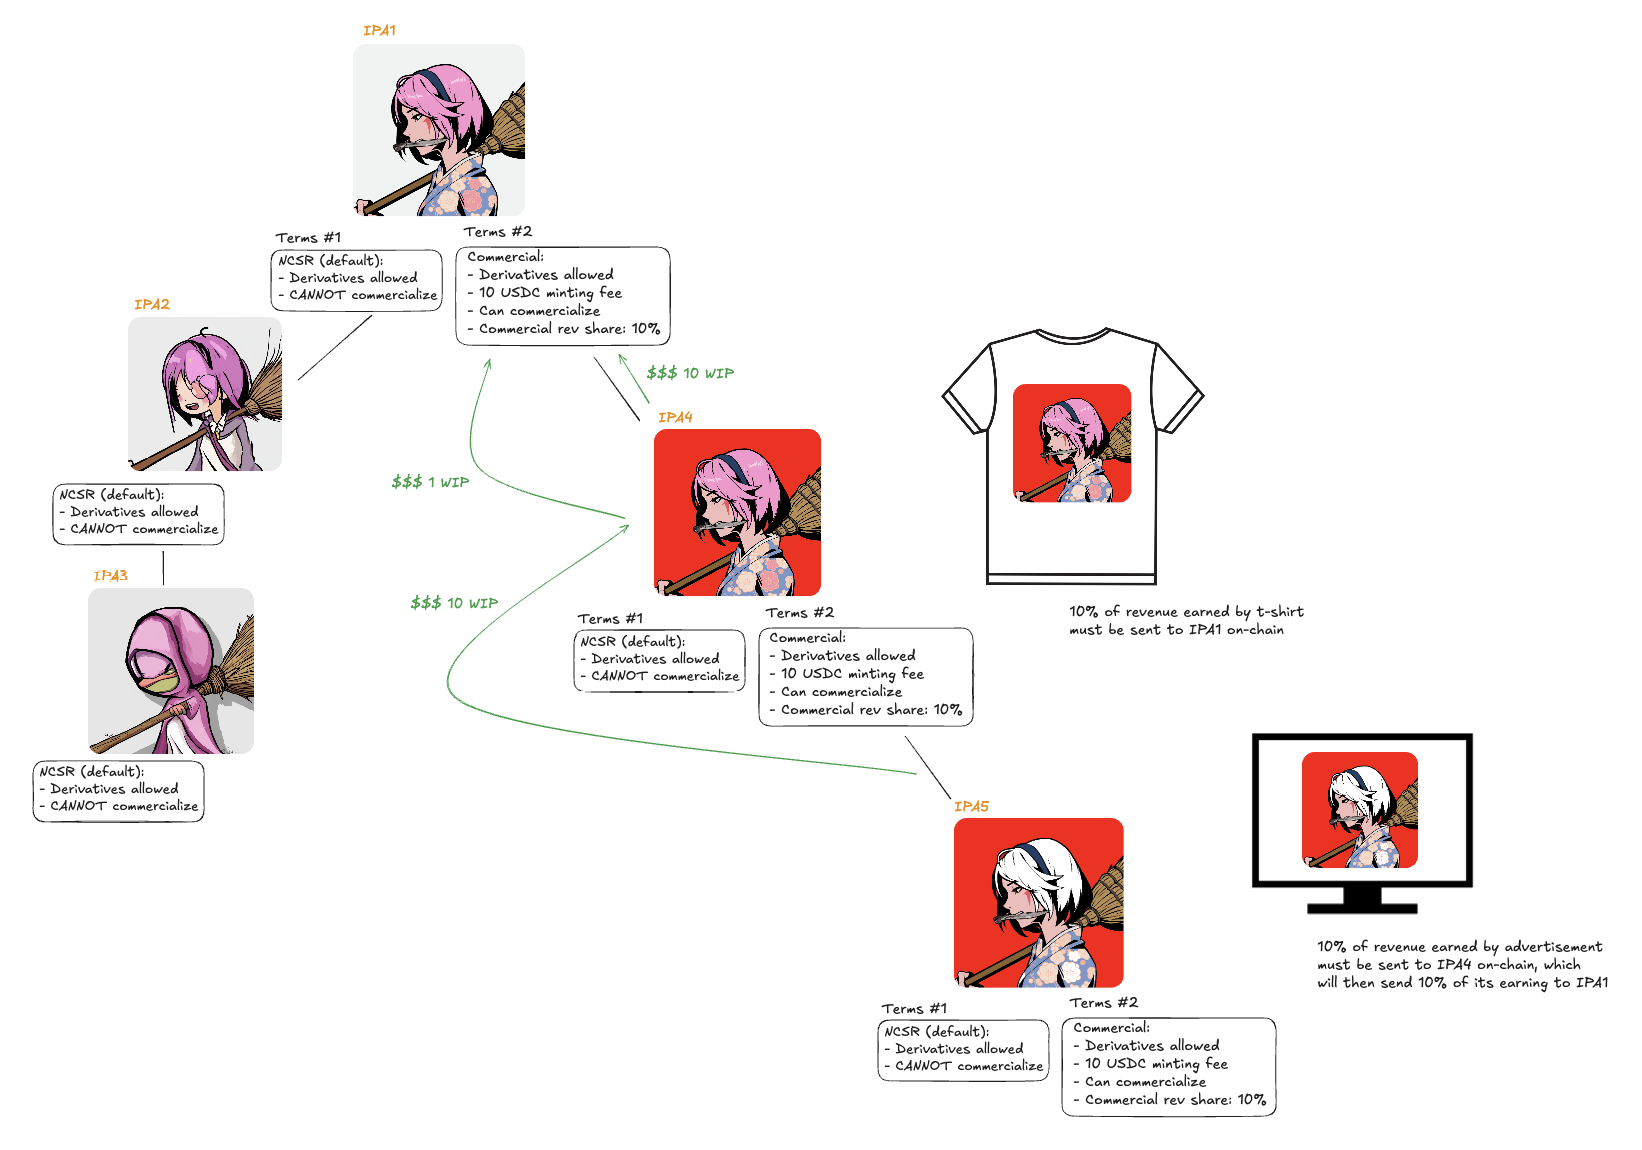 IPA1
Terms #1
NCSR (default):
- Derivatives allowed
- CANNOT commercialize
Terms #2
Commercial:
- Derivatives allowed
- 10 USDC minting fee
- Can commercialize
- Commercial rev share: 10%
IPA2
NCSR (default):
- Derivatives allowed
- CANNOT commercialize
IPA3
NCSR (default):
- Derivatives allowed
- CANNOT commercialize
$$$ 10 WIP
IPA4
$$$ 1 WIP
$$$ 10 WIP
Terms #1
NCSR (default):
- Derivatives allowed
- CANNOT commercialize
Terms #2
Commercial:
- Derivatives allowed
- 10 USDC minting fee
- Can commercialize
- Commercial rev share: 10%
10% of revenue earned by t-shirt
must be sent to IPA1 on-chain
IPA5
Terms #1
NCSR (default):
- Derivatives allowed
- CANNOT commercialize
Terms #2
Commercial:
- Derivatives allowed
- 10 USDC minting fee
- Can commercialize
- Commercial rev share: 10%
10% of revenue earned by advertisement
must be sent to IPA4 on-chain, which
will then send 10% of its earning to IPA1